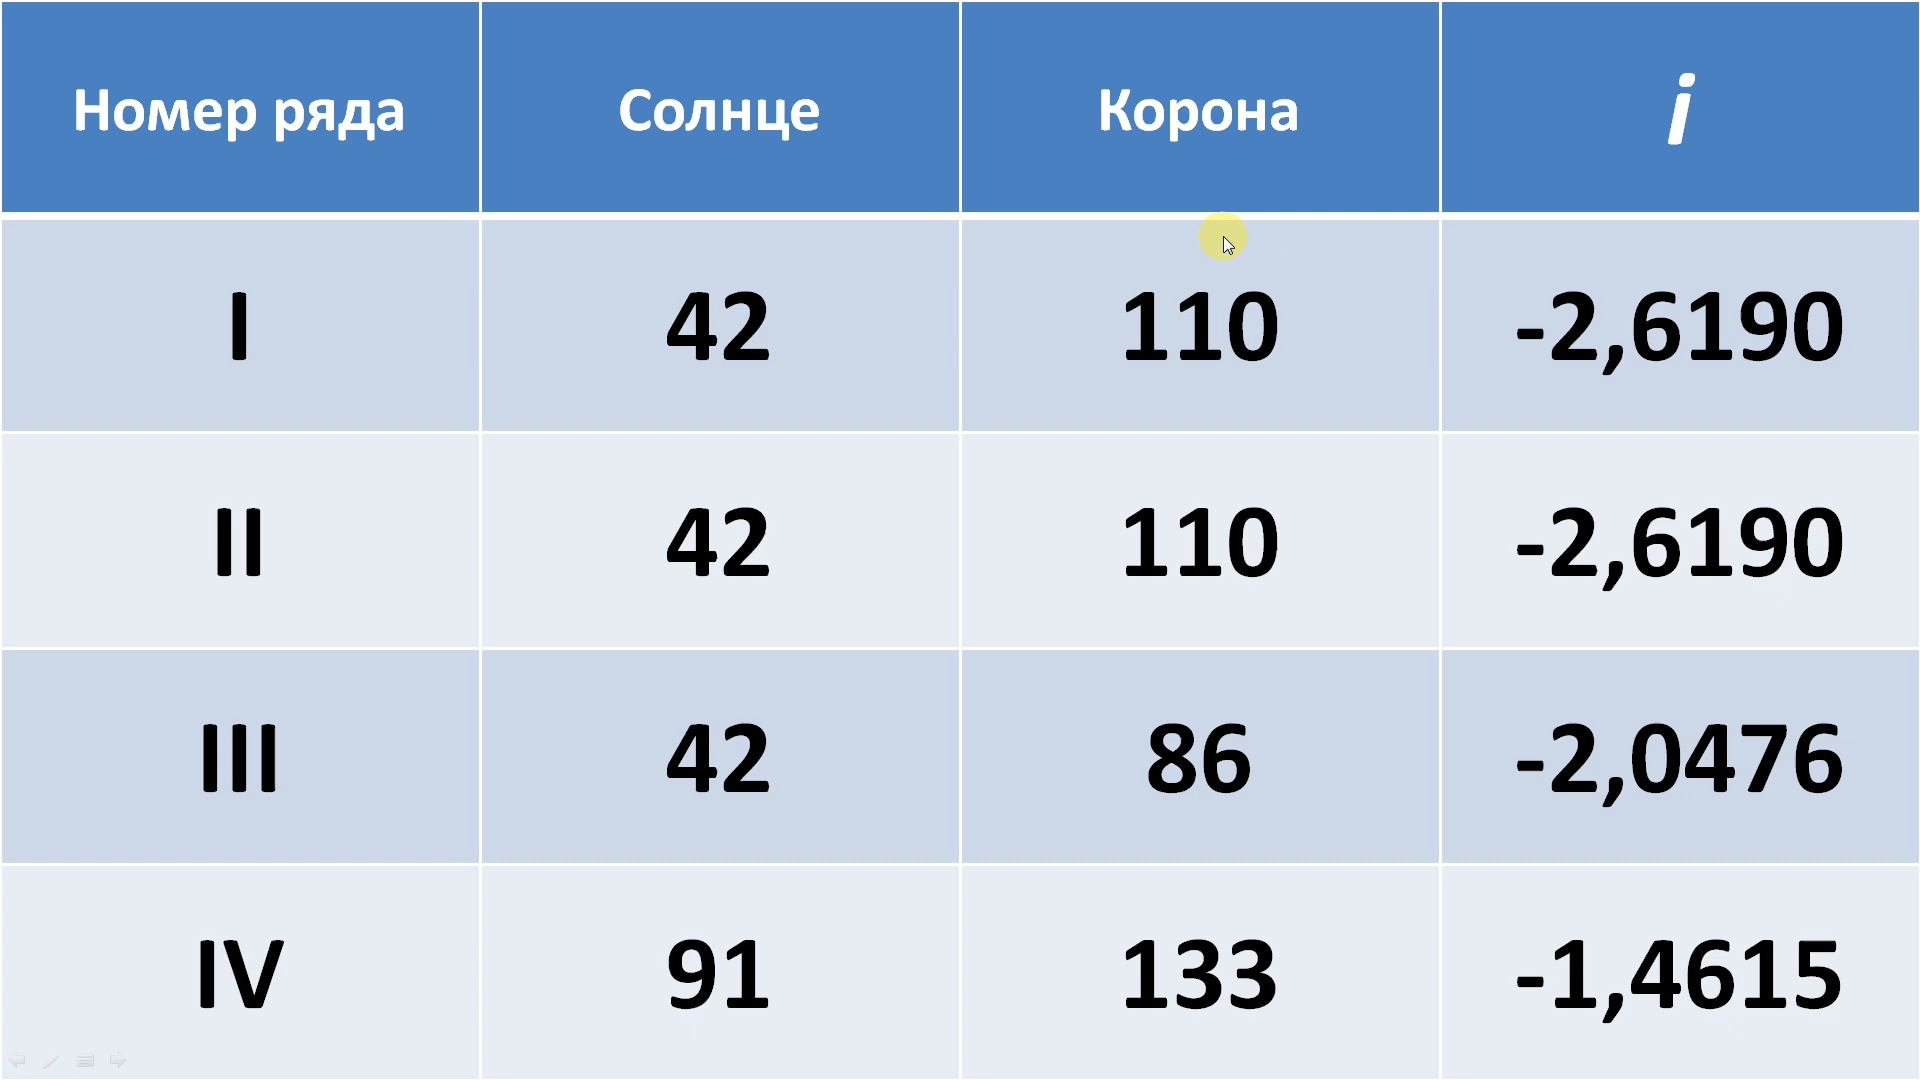 Номер ряда Солнце Корона i
I 42 110 -2,6190
II 42 110 -2,6190
III 42 86 -2,0476
IV 91 133 -1,4615